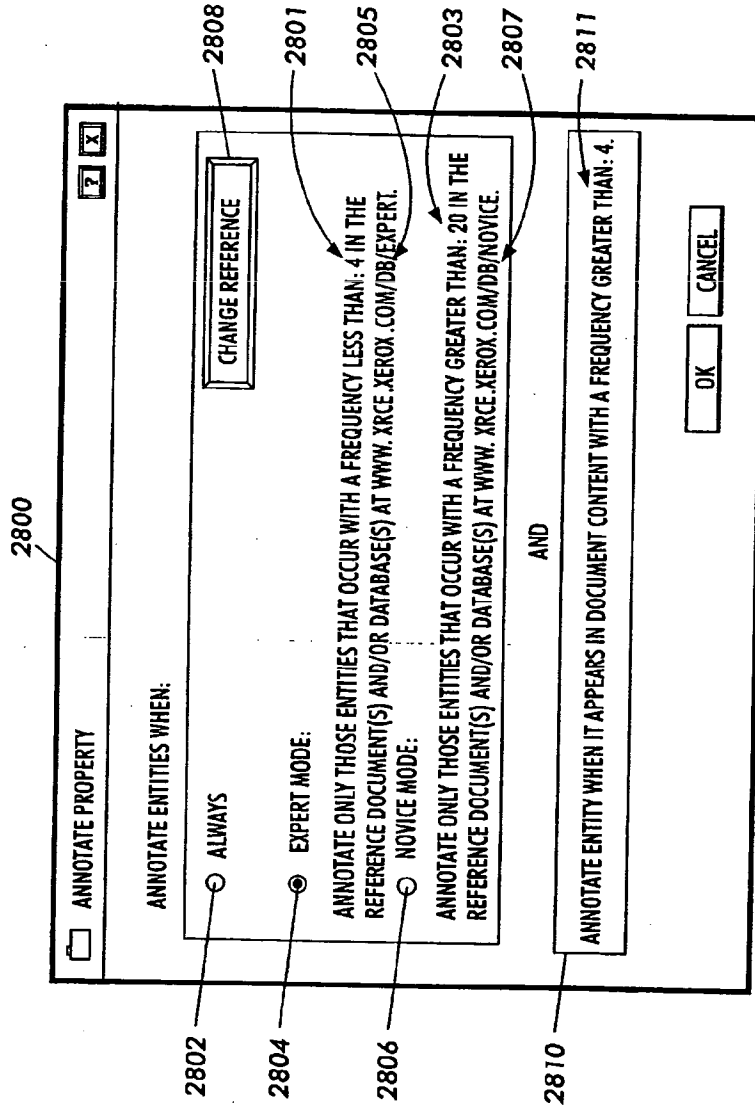 2800
ANNOTATE PROPERTY
? X
ANNOTATE ENTITIES WHEN:
2802
ALWAYS
CHANGE REFERENCE
2808
2804
EXPERT MODE:
ANNOTATE ONLY THOSE ENTITIES THAT OCCUR WITH A FREQUENCY LESS THAN: 4 IN THE
2801
REFERENCE DOCUMENT(S) AND/OR DATABASE(S) AT WWW. XRCE.XEROX.COM/DB/EXPERT.
2805
2806
NOVICE MODE:
ANNOTATE ONLY THOSE ENTITIES THAT OCCUR WITH A FREQUENCY GREATER THAN: 20 IN THE
2803
REFERENCE DOCUMENT(S) AND/OR DATABASE(S) AT WWW. XRCE.XEROX.COM/DB/NOVICE.
2807
AND
2810
ANNOTATE ENTITY WHEN IT APPEARS IN DOCUMENT CONTENT WITH A FREQUENCY GREATER THAN: 4.
2811
OK
CANCEL